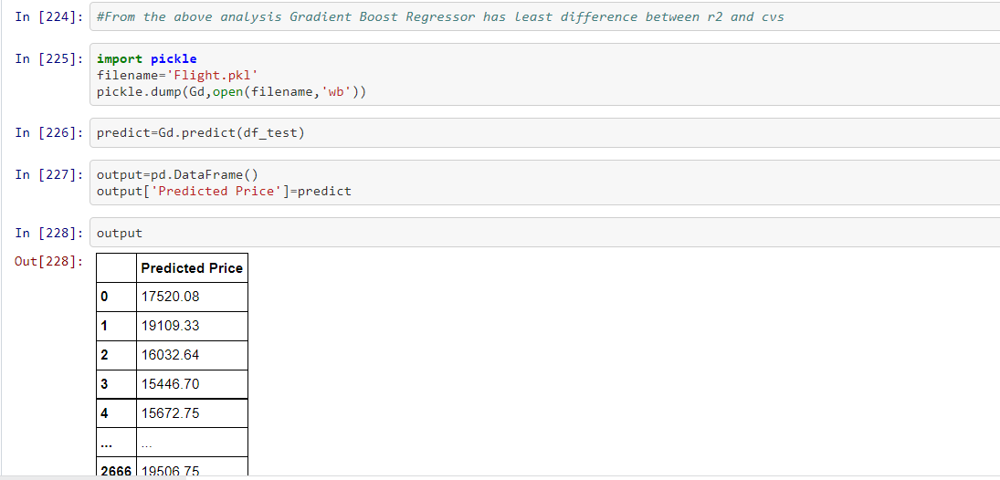 In [224]: #From the above analysis Gradient Boost Regressor has least difference between r2 and cvs
In [225]: import pickle
filename='Flight.pkl'
pickle.dump(Gd,open(filename,'wb'))
In [226]: predict=Gd.predict(df_test)
In [227]: output=pd.DataFrame()
output['Predicted Price']=predict
In [228]: output
Out[228]:
Predicted Price
0 17520.08
1 19109.33
2 16032.64
3 15446.70
4 15672.75
... ...
2666 19506.75